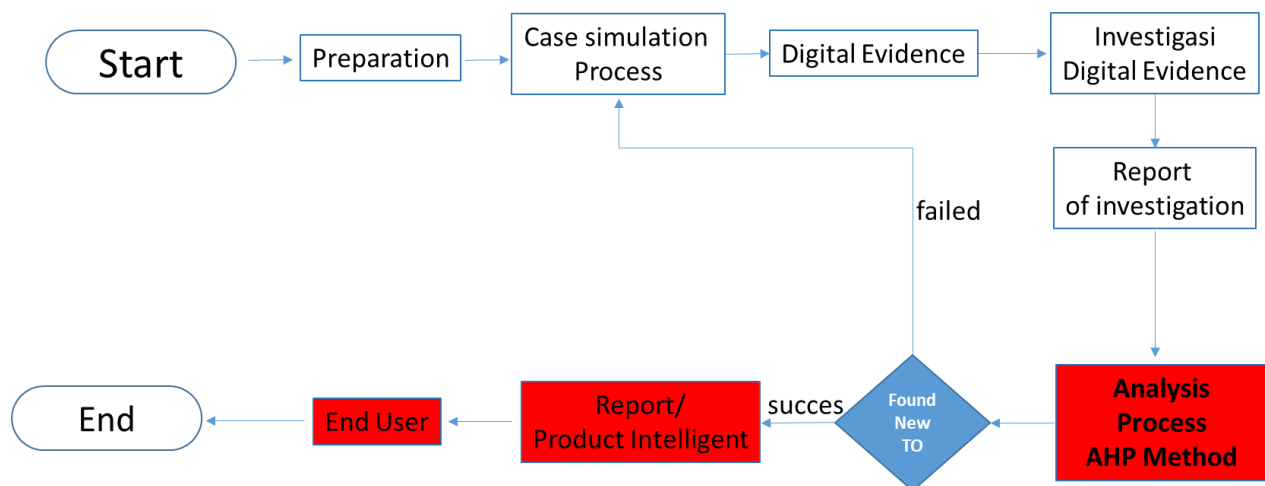 Start
Preparation
Case simulation
Process
Digital Evidence
Investigasi
Digital Evidence
Report
of investigation
failed
Analysis
Process
AHP Method
Found
New
TO
succes
Report/
Product Intelligent
End User
End